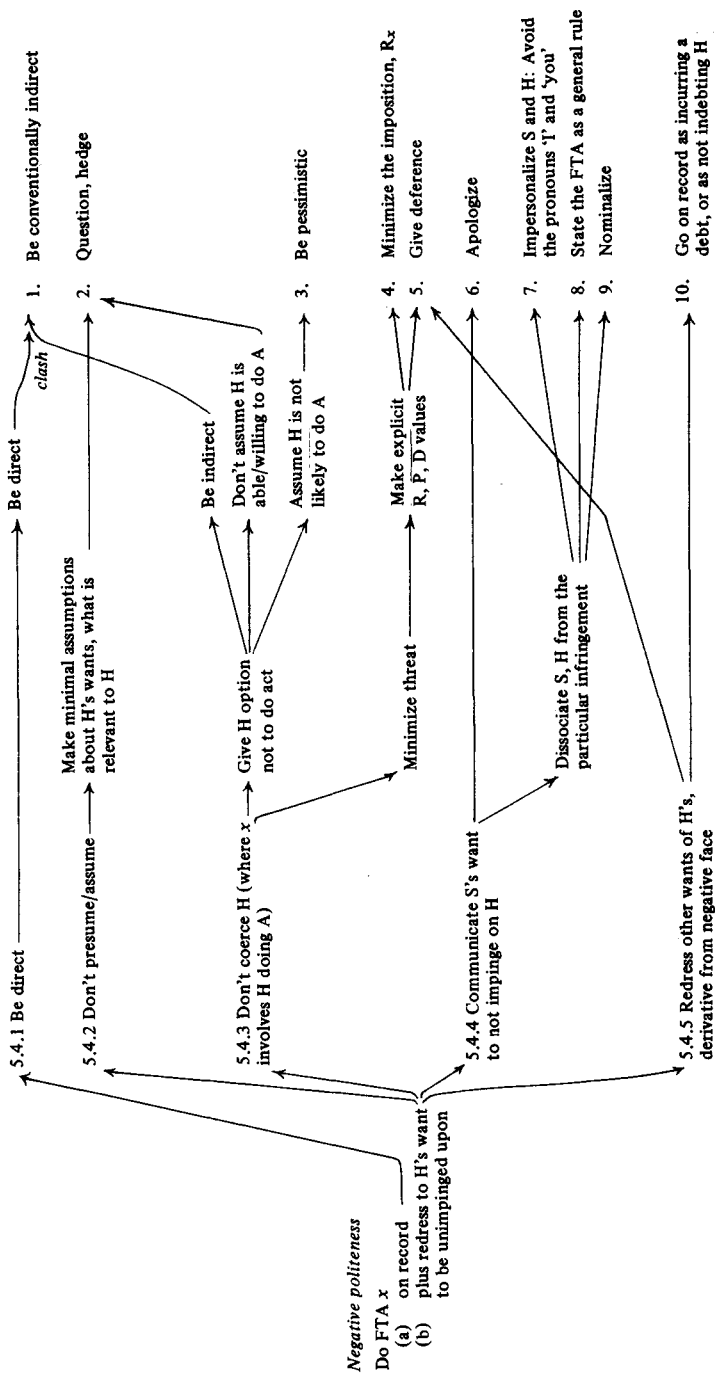 Negative politeness
Do FTA x
(a) on record
(b) plus redress to H's want
to be unimpinged upon
5.4.1 Be direct
5.4.2 Don't presume/assume
5.4.3 Don't coerce H (where x
involves H doing A)
5.4.4 Communicate S's want
to not impinge on H
5.4.5 Redress other wants of H's,
derivative from negative face
Make minimal assumptions
about H's wants, what is
relevant to H
Give H option
not to do act
Minimize threat
Dissociate S, H from the
particular infringement
Be direct
clash
Be indirect
Don't assume H is
able/willing to do A
Assume H is not
likely to do A
Make explicit
R, P, D values
1. Be conventionally indirect
2. Question, hedge
3. Be pessimistic
4. Minimize the imposition, Rx
5. Give deference
6. Apologize
7. Impersonalize S and H: Avoid
the pronouns 'I' and 'you'
8. State the FTA as a general rule
9. Nominalize
10. Go on record as incurring a
debt, or as not indebting H